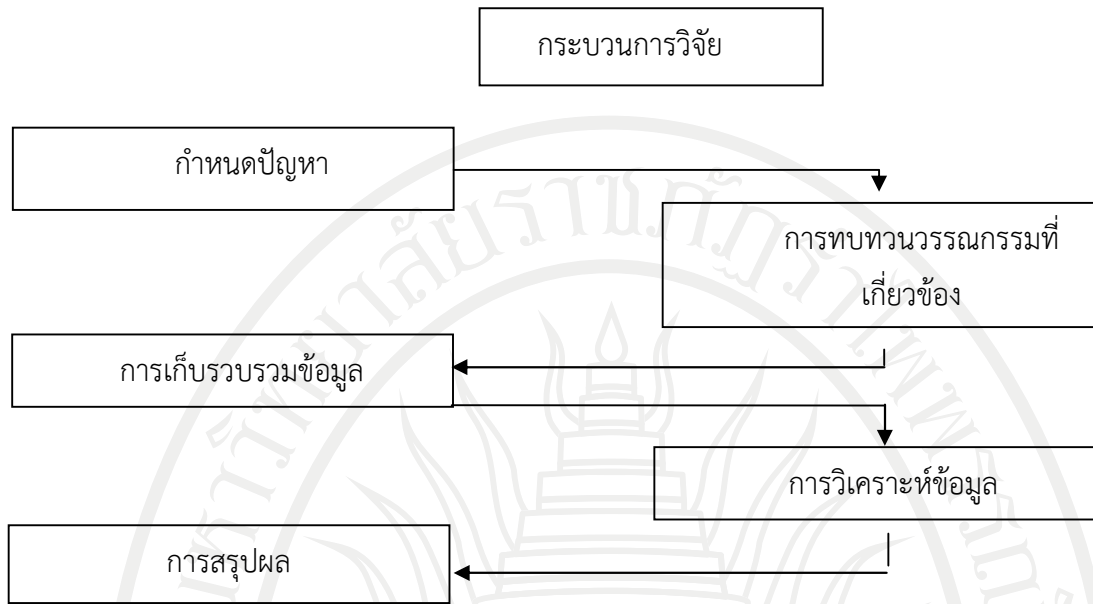 กระบวนการวิจัย
กำหนดปัญหา
การทบทวนวรรณกรรมที่
เกี่ยวข้อง
การเก็บรวบรวมข้อมูล
การวิเคราะห์ข้อมูล
การสรุปผล